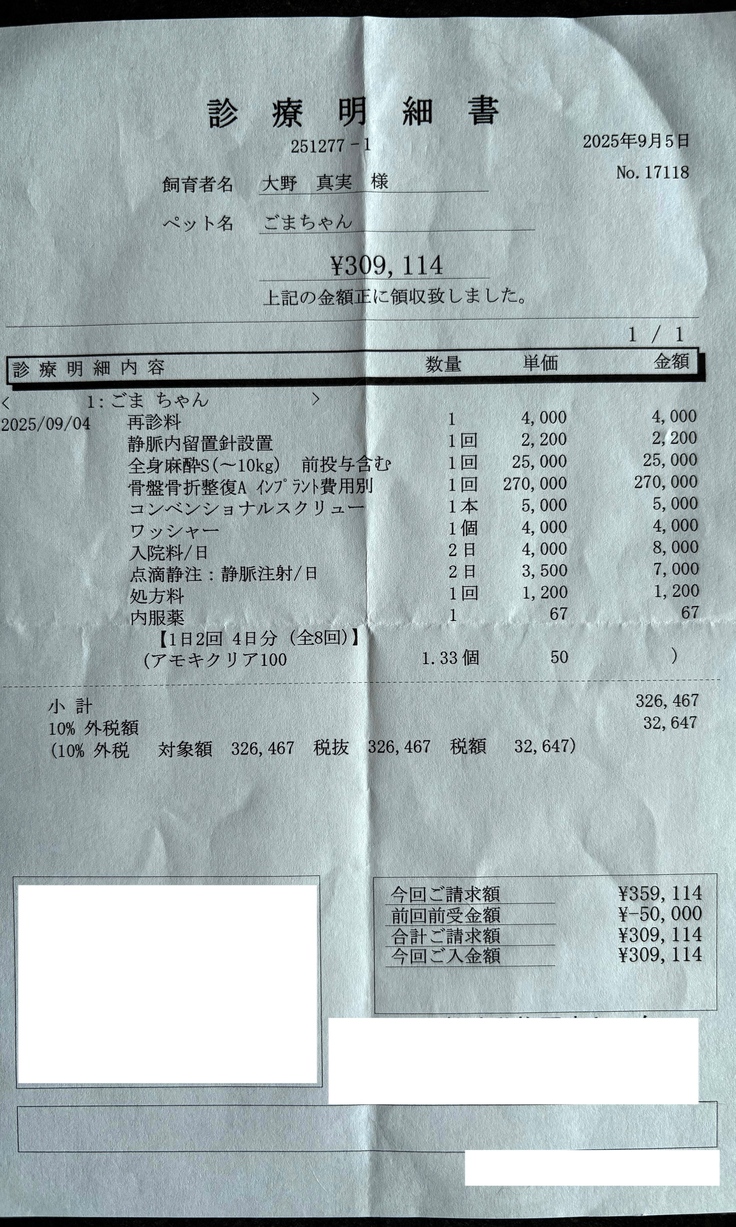 診 療 明 細 書
251277-1
2025年9月5日
No.17118
飼育者名 大野 真実 様
ペット名 ごまちゃん
¥309,114
上記の金額正に領収致しました。
1 / 1
診 療 明 細 内 容 数量 単価 金額
< 1:ごま ちゃん >
2025/09/04 再診料 1 4,000 4,000
静脈内留置針設置 1回 2,200 2,200
全身麻酔S(～10kg) 前投与含む 1回 25,000 25,000
骨盤骨折整復A インプラント費用別 1回 270,000 270,000
コンベンショナルスクリュー 1本 5,000 5,000
ワッシャー 1個 4,000 4,000
入院料/日 2日 4,000 8,000
点滴静注：静脈注射/日 2日 3,500 7,000
処方料 1回 1,200 1,200
内服薬 1 67 67
【1日2回 4日分 (全8回)】
(アモキクリア100 1.33個 50 )
小 計 326,467
10% 外税額 32,647
(10% 外税 対象額 326,467 税抜 326,467 税額 32,647)
今回ご請求額 ¥359,114
前回前受金額 ¥-50,000
合計ご請求額 ¥309,114
今回ご入金額 ¥309,114